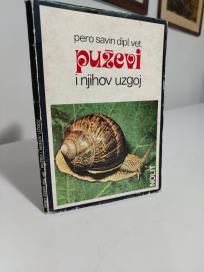 pero savin dipl. vet.
puževi
i njihov uzgoj
NOLIT